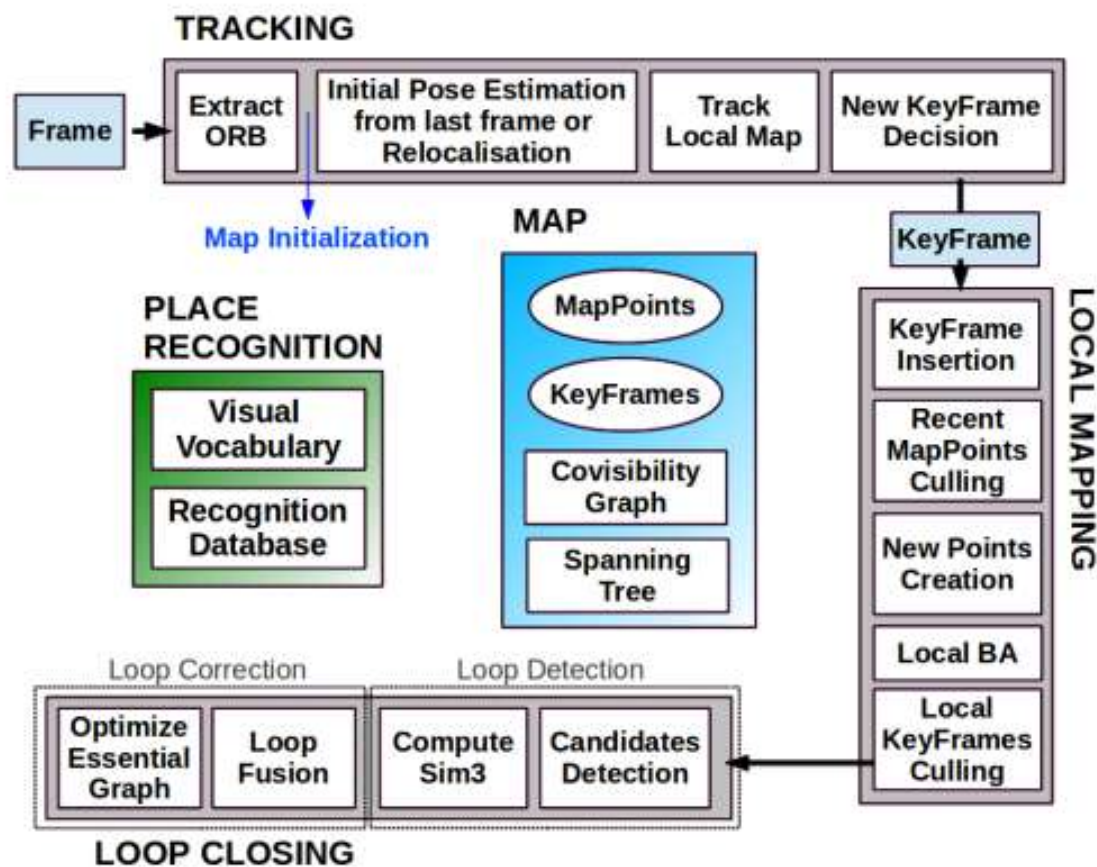 TRACKING
Frame
Extract
ORB
Initial Pose Estimation
from last frame or
Relocalisation
Track
Local Map
New KeyFrame
Decision
Map Initialization
KeyFrame
MAP
MapPoints
KeyFrames
Covisibility
Graph
Spanning
Tree
PLACE
RECOGNITION
Visual
Vocabulary
Recognition
Database
LOCAL MAPPING
KeyFrame
Insertion
Recent
MapPoints
Culling
New Points
Creation
Local BA
Local
KeyFrames
Culling
Loop Correction
Loop Detection
Optimize
Essential
Graph
Loop
Fusion
Compute
Sim3
Candidates
Detection
LOOP CLOSING